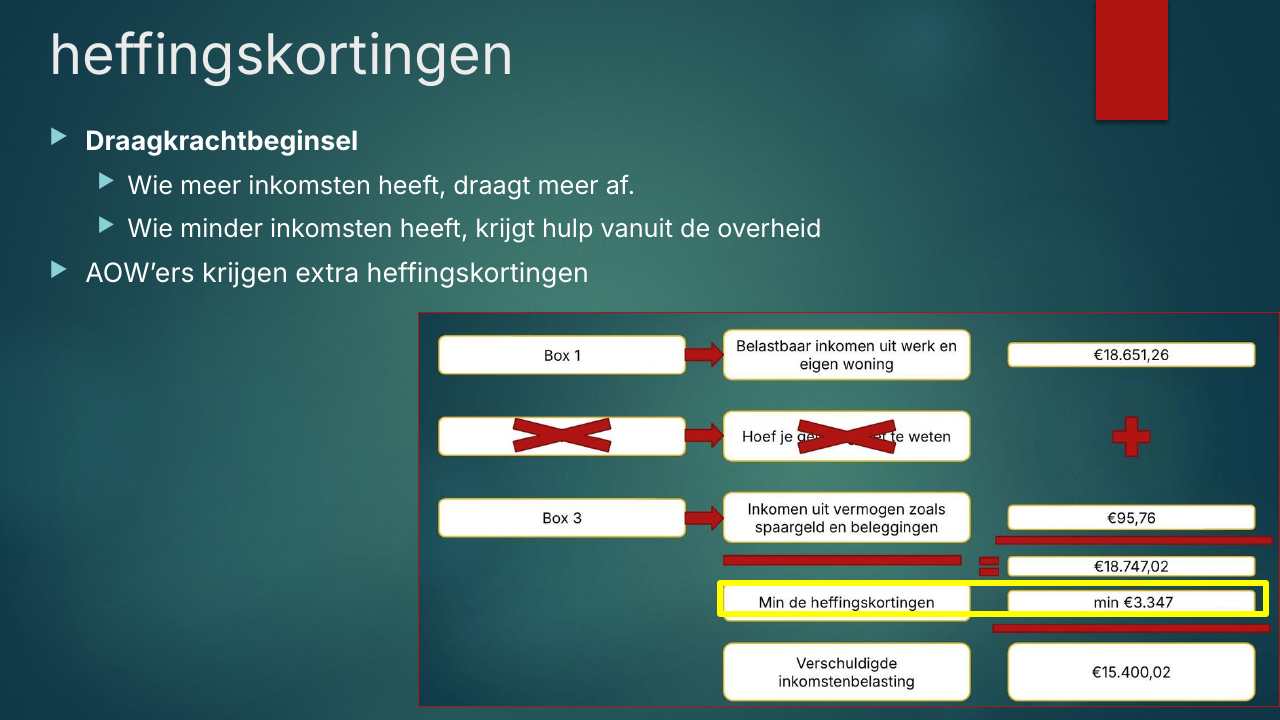 heffingskortingen
Draagkrachtbeginsel
Wie meer inkomsten heeft, draagt meer af.
Wie minder inkomsten heeft, krijgt hulp vanuit de overheid
AOW’ers krijgen extra heffingskortingen
Box 1
Belastbaar inkomen uit werk en
eigen woning
€18.651,26
Hoef je te weten
Box 3
Inkomen uit vermogen zoals
spaargeld en beleggingen
€95,76
€18.747,02
Min de heffingskortingen
min €3.347
Verschuldigde
inkomstenbelasting
€15.400,02